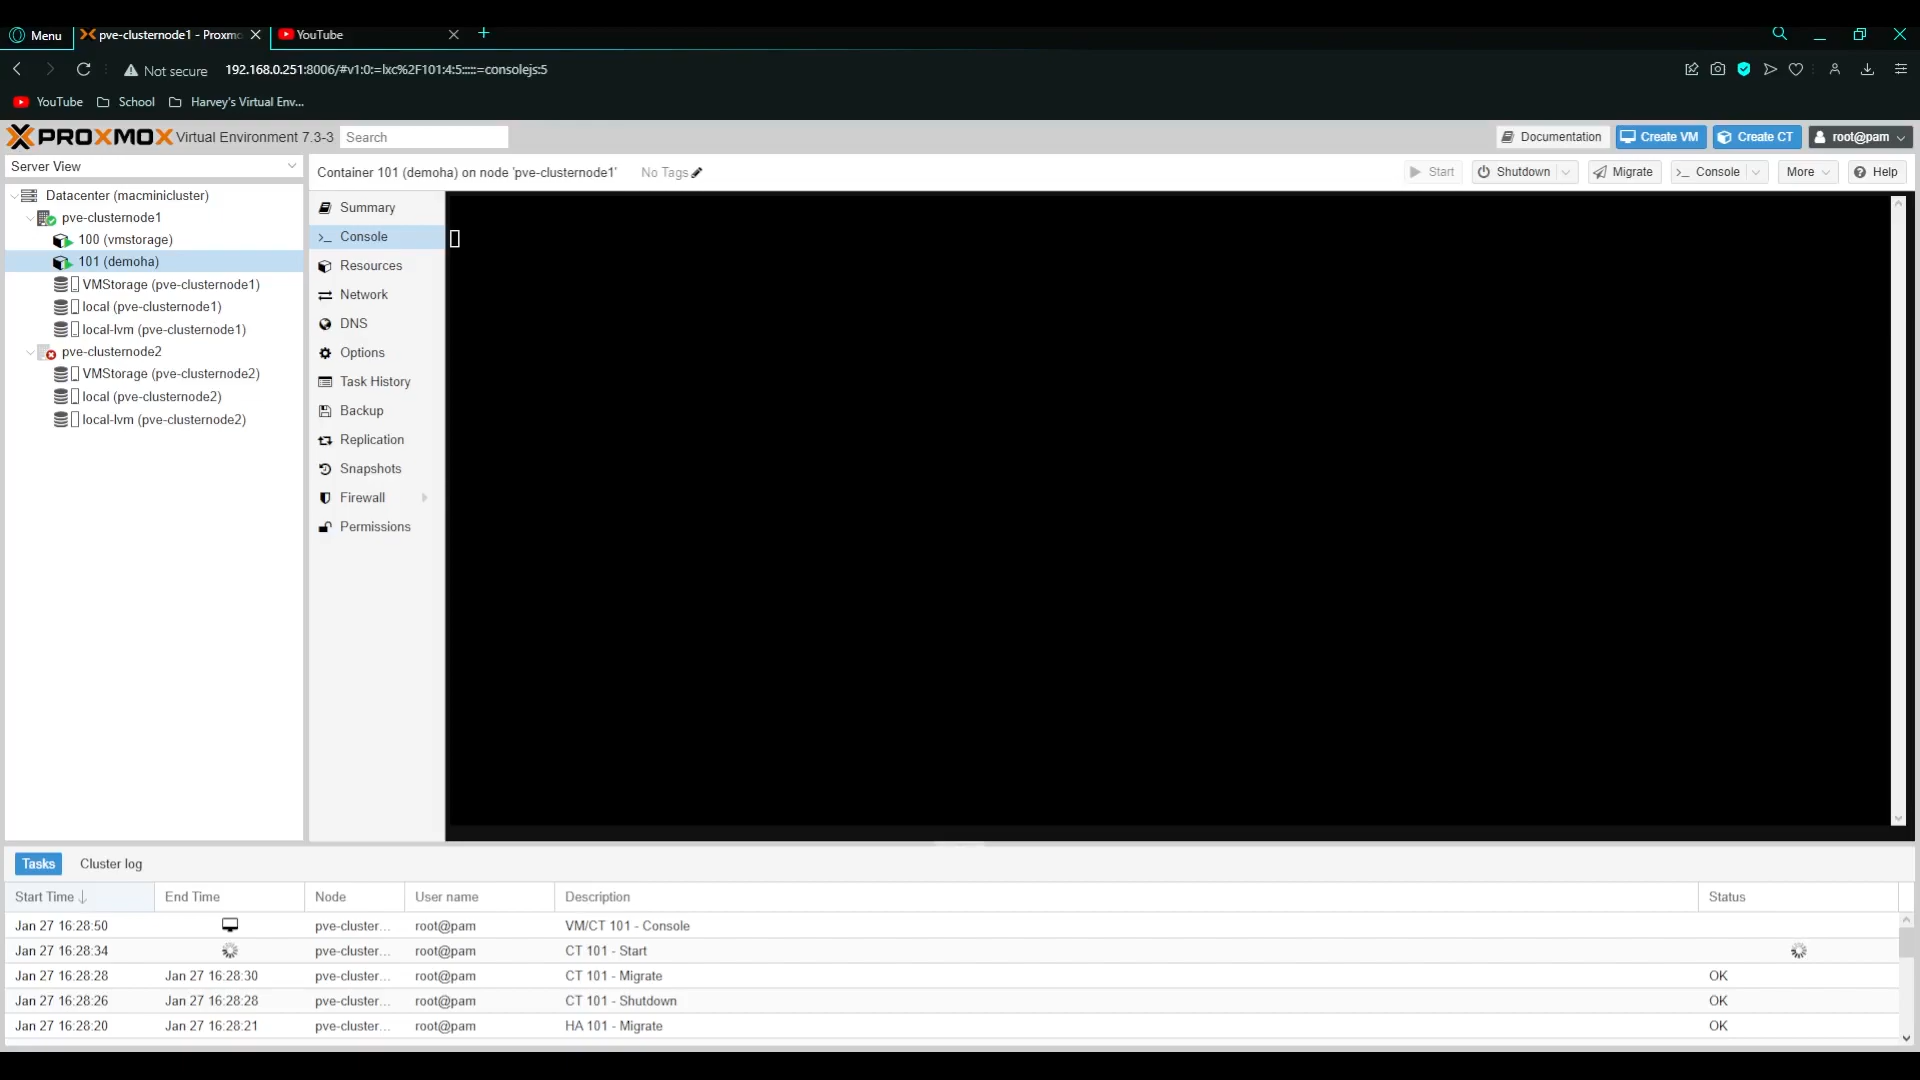 Menu
pve-clusternode1 - Proxmo
YouTube
Not secure
192.168.0.251:8006/#v1:0:=lxc%2F101:4:5:::::=consolejs:5
YouTube
School
Harvey's Virtual Env...
PROXMOX Virtual Environment 7.3-3
Search
Documentation
Create VM
Create CT
root@pam
Server View
Container 101 (demoha) on node 'pve-clusternode1'
No Tags
Start
Shutdown
Migrate
Console
More
Help
Datacenter (macminicluster)
pve-clusternode1
100 (vmstorage)
101 (demoha)
VMStorage (pve-clusternode1)
local (pve-clusternode1)
local-lvm (pve-clusternode1)
pve-clusternode2
VMStorage (pve-clusternode2)
local (pve-clusternode2)
local-lvm (pve-clusternode2)
Summary
Console
Resources
Network
DNS
Options
Task History
Backup
Replication
Snapshots
Firewall
Permissions
Tasks
Cluster log
Start Time End Time Node User name Description Status
Jan 27 16:28:50 pve-cluster... root@pam VM/CT 101 - Console
Jan 27 16:28:34 pve-cluster... root@pam CT 101 - Start
Jan 27 16:28:28 Jan 27 16:28:30 pve-cluster... root@pam CT 101 - Migrate OK
Jan 27 16:28:26 Jan 27 16:28:28 pve-cluster... root@pam CT 101 - Shutdown OK
Jan 27 16:28:20 Jan 27 16:28:21 pve-cluster... root@pam HA 101 - Migrate OK